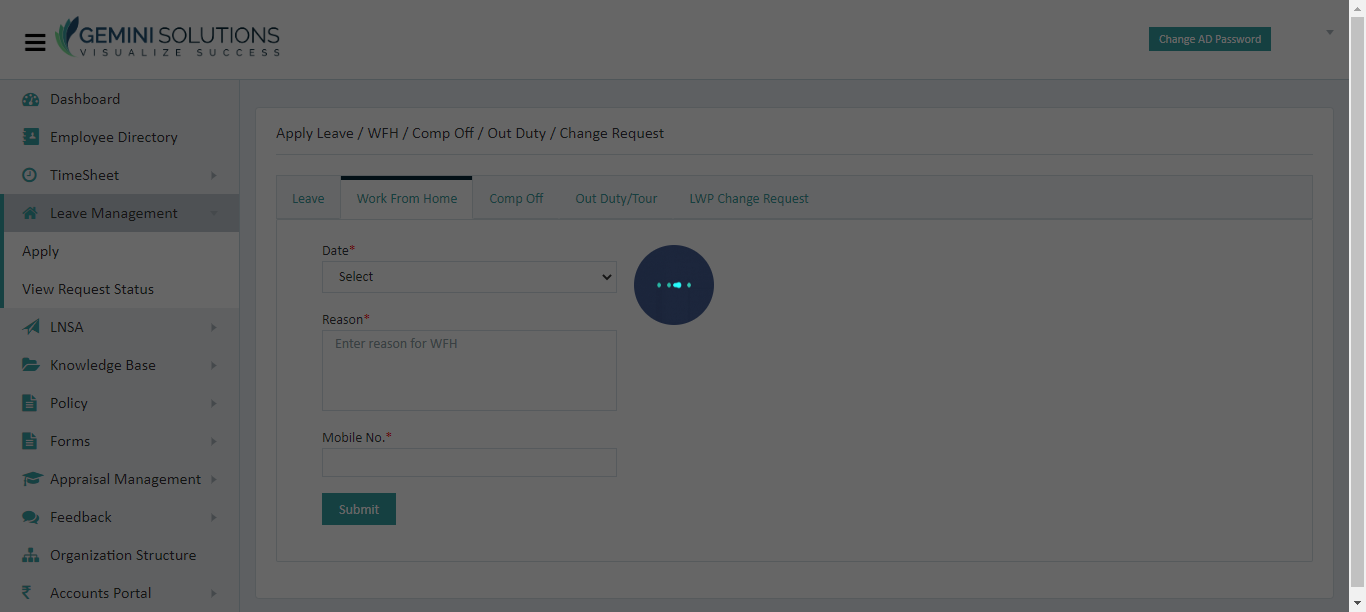 GEMINI SOLUTIONS
VISUALIZE SUCCESS
Change AD Password
Dashboard
Employee Directory
TimeSheet
Leave Management
Apply
View Request Status
LNSA
Knowledge Base
Policy
Forms
Appraisal Management
Feedback
Organization Structure
Accounts Portal
Apply Leave / WFH / Comp Off / Out Duty / Change Request
Leave Work From Home Comp Off Out Duty/Tour LWP Change Request
Date*
Select
Reason*
Enter reason for WFH
Mobile No.*
Submit